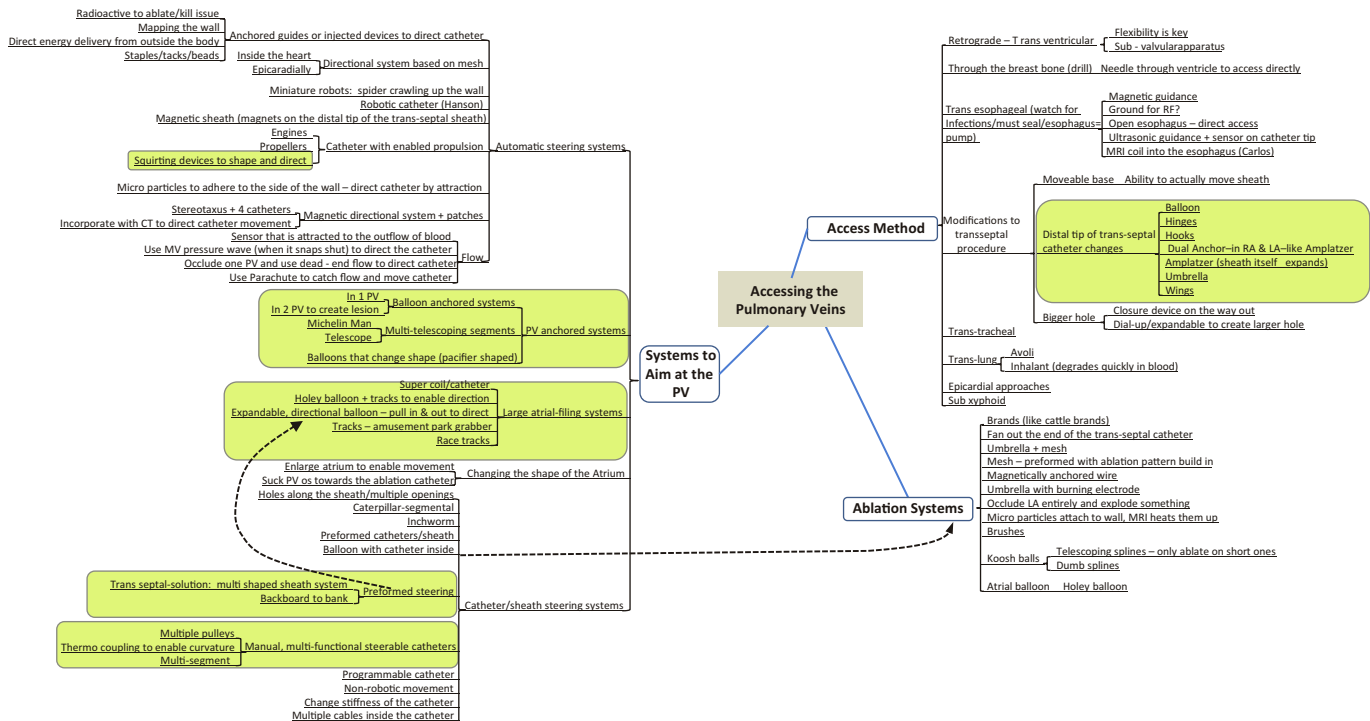 Radioactive to ablate/kill issue
Mapping the wall
Direct energy delivery from outside the body
Staples/tacks/beads
Anchored guides or injected devices to direct catheter
Inside the heart
Epicaradially
Directional system based on mesh
Miniature robots: spider crawling up the wall
Robotic catheter (Hanson)
Magnetic sheath (magnets on the distal tip of the trans-septal sheath)
Engines
Propellers
Squirting devices to shape and direct
Catheter with enabled propulsion
Automatic steering systems
Micro particles to adhere to the side of the wall – direct catheter by attraction
Stereotaxus + 4 catheters
Incorporate with CT to direct catheter movement
Magnetic directional system + patches
Sensor that is attracted to the outflow of blood
Use MV pressure wave (when it snaps shut) to direct the catheter
Occlude one PV and use dead - end flow to direct catheter
Use Parachute to catch flow and move catheter
Flow
In 1 PV
In 2 PV to create lesion
Balloon anchored systems
Michelin Man
Telescope
Multi-telescoping segments
Balloons that change shape (pacifier shaped)
PV anchored systems
Super coil/catheter
Holey balloon + tracks to enable direction
Expandable, directional balloon – pull in & out to direct
Tracks – amusement park grabber
Race tracks
Large atrial-filing systems
Enlarge atrium to enable movement
Suck PV os towards the ablation catheter
Changing the shape of the Atrium
Holes along the sheath/multiple openings
Caterpillar-segmental
Inchworm
Preformed catheters/sheath
Balloon with catheter inside
Trans septal-solution: multi shaped sheath system
Backboard to bank
Preformed steering
Catheter/sheath steering systems
Multiple pulleys
Thermo coupling to enable curvature
Multi-segment
Manual, multi-functional steerable catheters
Programmable catheter
Non-robotic movement
Change stiffness of the catheter
Multiple cables inside the catheter
Systems to
Aim at the
PV
Accessing the
Pulmonary Veins
Access Method
Retrograde – T rans ventricular
Flexibility is key
Sub - valvularapparatus
Through the breast bone (drill) Needle through ventricle to access directly
Trans esophageal (watch for
Infections/must seal/esophagus=
pump)
Magnetic guidance
Ground for RF?
Open esophagus – direct access
Ultrasonic guidance + sensor on catheter tip
MRI coil into the esophagus (Carlos)
Modifications to
transseptal
procedure
Moveable base Ability to actually move sheath
Distal tip of trans-septal
catheter changes
Balloon
Hinges
Hooks
Dual Anchor–in RA & LA–like Amplatzer
Amplatzer (sheath itself expands)
Umbrella
Wings
Bigger hole
Closure device on the way out
Dial-up/expandable to create larger hole
Trans-tracheal
Trans-lung
Avoli
Inhalant (degrades quickly in blood)
Epicardial approaches
Sub xyphoid
Ablation Systems
Brands (like cattle brands)
Fan out the end of the trans-septal catheter
Umbrella + mesh
Mesh – preformed with ablation pattern build in
Magnetically anchored wire
Umbrella with burning electrode
Occlude LA entirely and explode something
Micro particles attach to wall, MRI heats them up
Brushes
Koosh balls
Telescoping splines – only ablate on short ones
Dumb splines
Atrial balloon Holey balloon